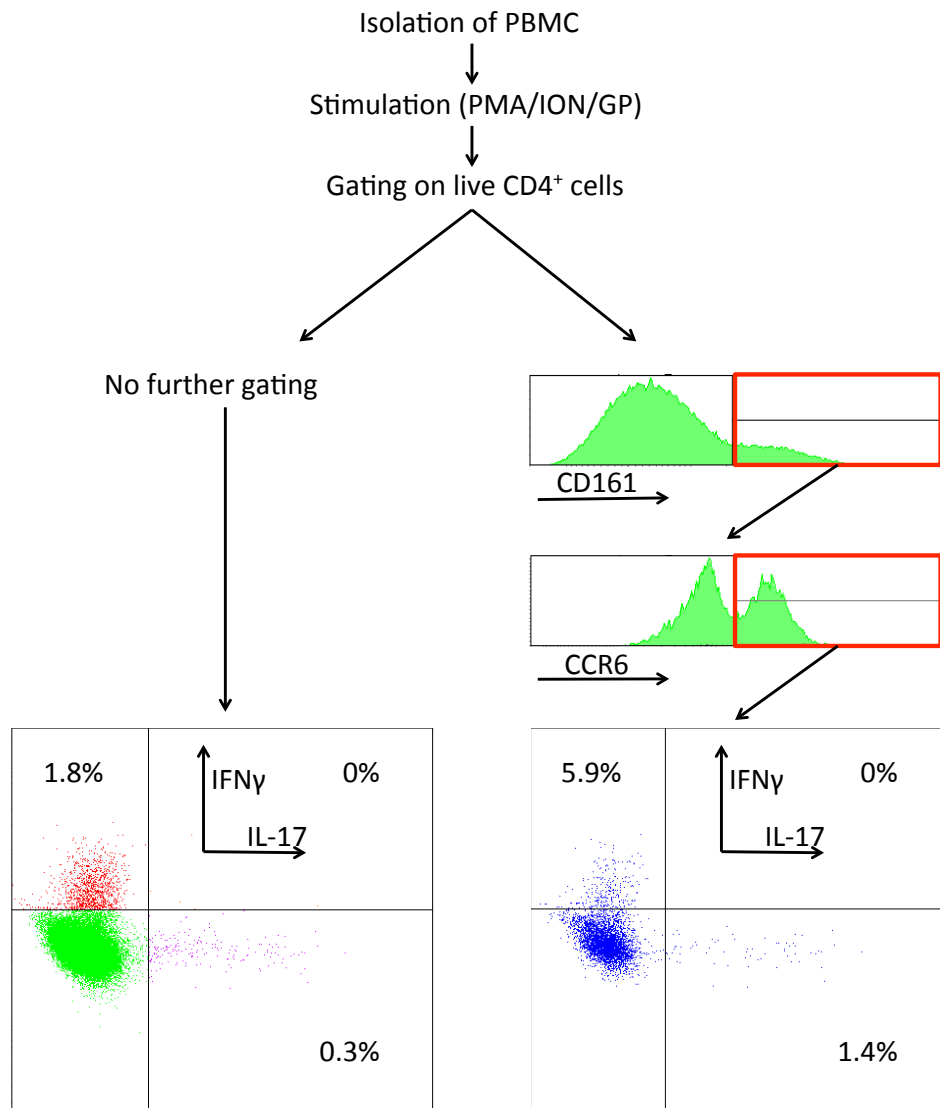 Isolation of PBMC
Stimulation (PMA/ION/GP)
Gating on live CD4⁺ cells
No further gating
CD161
CCR6
1.8%
IFNγ
0%
IL-17
0.3%
5.9%
IFNγ
0%
IL-17
1.4%